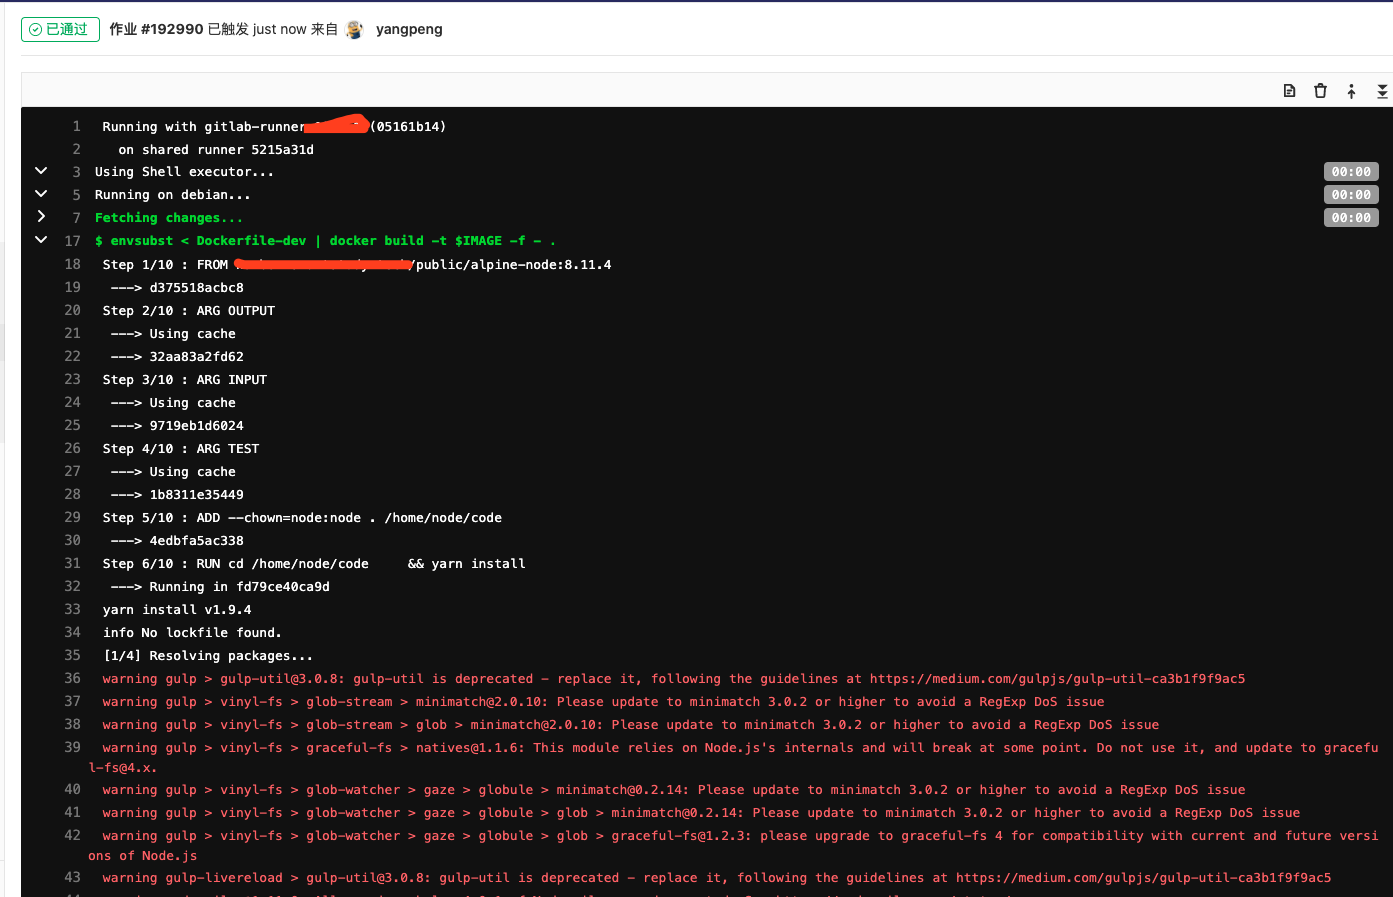 已通过 作业 #192990 已触发 just now 来自 yangpeng
1 Running with gitlab-runner (05161b14)
2 on shared runner 5215a31d
3 Using Shell executor... 00:00
5 Running on debian... 00:00
7 Fetching changes... 00:00
17 $ envsubst < Dockerfile-dev | docker build -t $IMAGE -f - .
18 Step 1/10 : FROM /public/alpine-node:8.11.4
19 ---> d375518acbc8
20 Step 2/10 : ARG OUTPUT
21 ---> Using cache
22 ---> 32aa83a2fd62
23 Step 3/10 : ARG INPUT
24 ---> Using cache
25 ---> 9719eb1d6024
26 Step 4/10 : ARG TEST
27 ---> Using cache
28 ---> 1b8311e35449
29 Step 5/10 : ADD --chown=node:node . /home/node/code
30 ---> 4edbfa5ac338
31 Step 6/10 : RUN cd /home/node/code     && yarn install
32 ---> Running in fd79ce40ca9d
33 yarn install v1.9.4
34 info No lockfile found.
35 [1/4] Resolving packages...
36 warning gulp > gulp-util@3.0.8: gulp-util is deprecated - replace it, following the guidelines at https://medium.com/gulpjs/gulp-util-ca3b1f9f9ac5
37 warning gulp > vinyl-fs > glob-stream > minimatch@2.0.10: Please update to minimatch 3.0.2 or higher to avoid a RegExp DoS issue
38 warning gulp > vinyl-fs > glob-stream > glob > minimatch@2.0.10: Please update to minimatch 3.0.2 or higher to avoid a RegExp DoS issue
39 warning gulp > vinyl-fs > graceful-fs > natives@1.1.6: This module relies on Node.js's internals and will break at some point. Do not use it, and update to gracefu
l-fs@4.x.
40 warning gulp > vinyl-fs > glob-watcher > gaze > globule > minimatch@0.2.14: Please update to minimatch 3.0.2 or higher to avoid a RegExp DoS issue
41 warning gulp > vinyl-fs > glob-watcher > gaze > globule > glob > minimatch@0.2.14: Please update to minimatch 3.0.2 or higher to avoid a RegExp DoS issue
42 warning gulp > vinyl-fs > glob-watcher > gaze > globule > glob > graceful-fs@1.2.3: please upgrade to graceful-fs 4 for compatibility with current and future versi
ons of Node.js
43 warning gulp-livereload > gulp-util@3.0.8: gulp-util is deprecated - replace it, following the guidelines at https://medium.com/gulpjs/gulp-util-ca3b1f9f9ac5